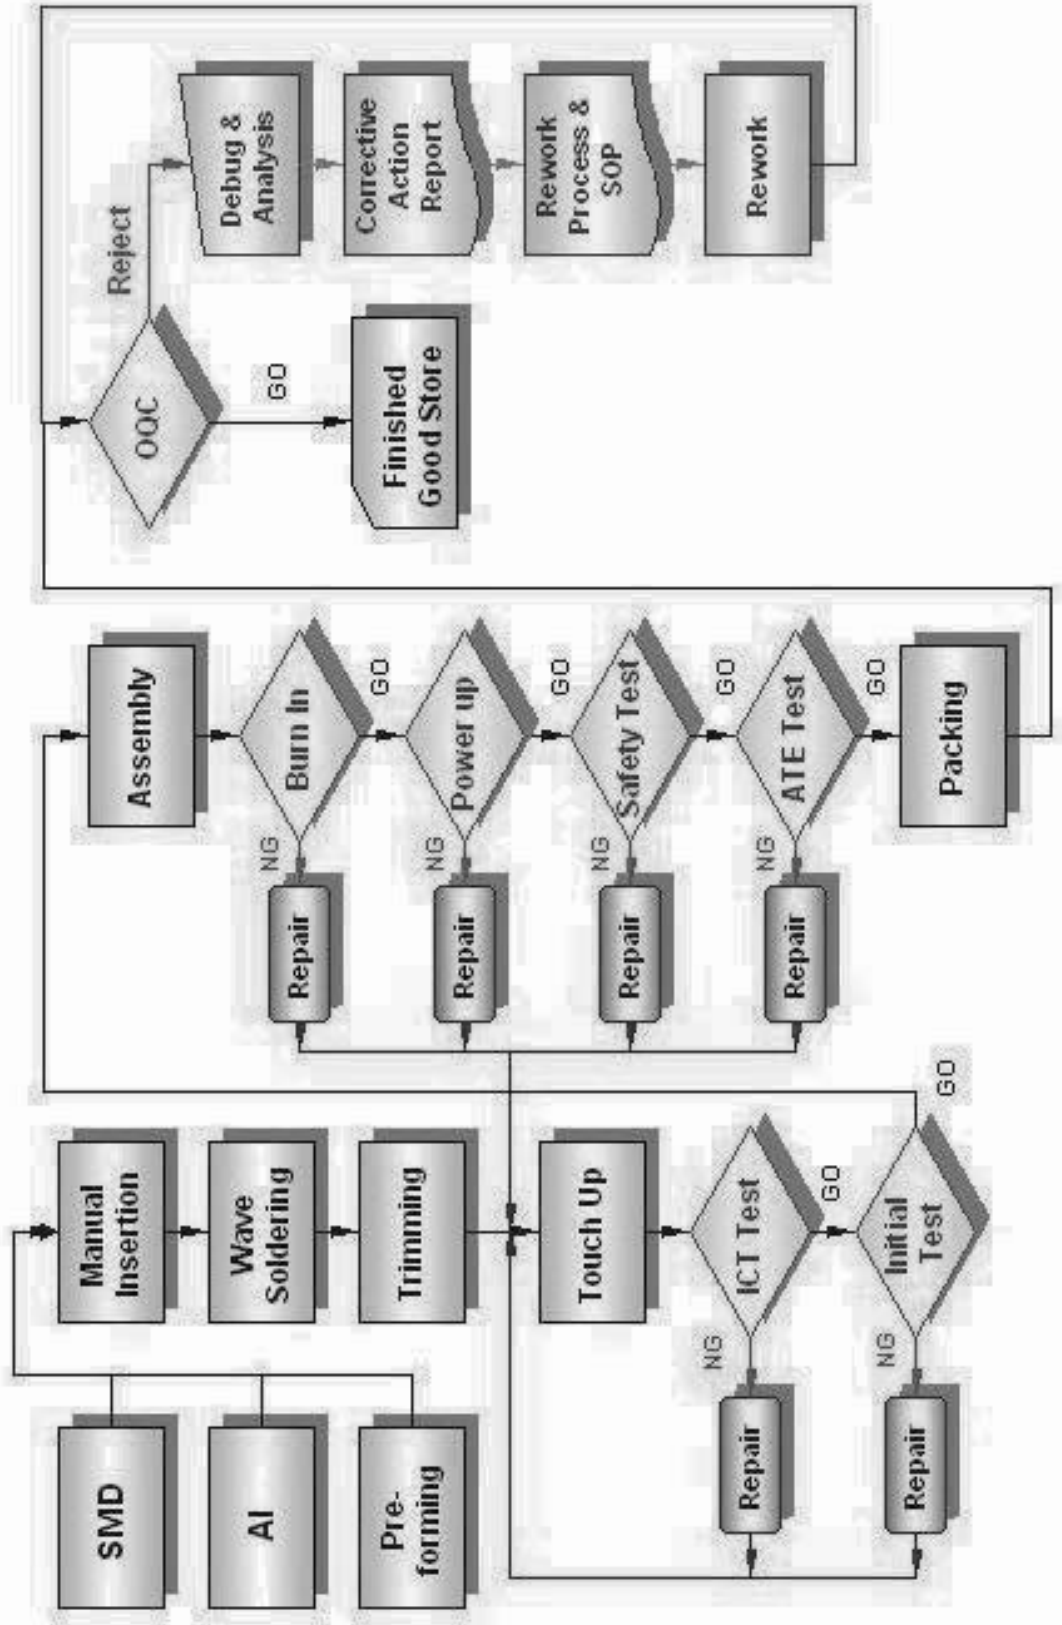 SMD
AI
Pre-
forming
Manual
Insertion
Wave
Soldering
Trimming
Touch Up
ICT Test
NG
Repair
GO
Initial
Test
NG
Repair
GO
Assembly
Burn In
NG
Repair
GO
Power up
NG
Repair
GO
Safety Test
NG
Repair
GO
ATE Test
NG
Repair
GO
Packing
OQC
Reject
GO
Finished
Good Store
Debug &
Analysis
Corrective
Action
Report
Rework
Process &
SOP
Rework